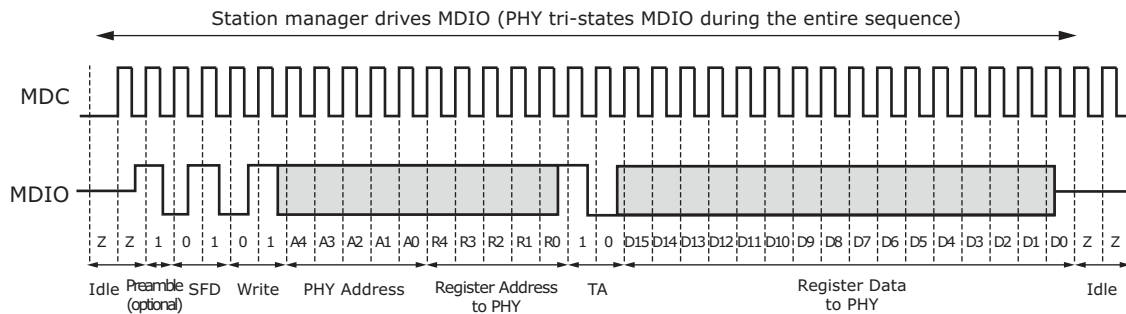 Station manager drives MDIO (PHY tri-states MDIO during the entire sequence)
MDC
MDIO
Z Z 1 0 1 0 1 A4 A3 A2 A1 A0 R4 R3 R2 R1 R0 1 0 D15 D14 D13 D12 D11 D10 D9 D8 D7 D6 D5 D4 D3 D2 D1 D0 Z Z
Idle Preamble (optional) SFD Write PHY Address Register Address to PHY TA Register Data to PHY Idle